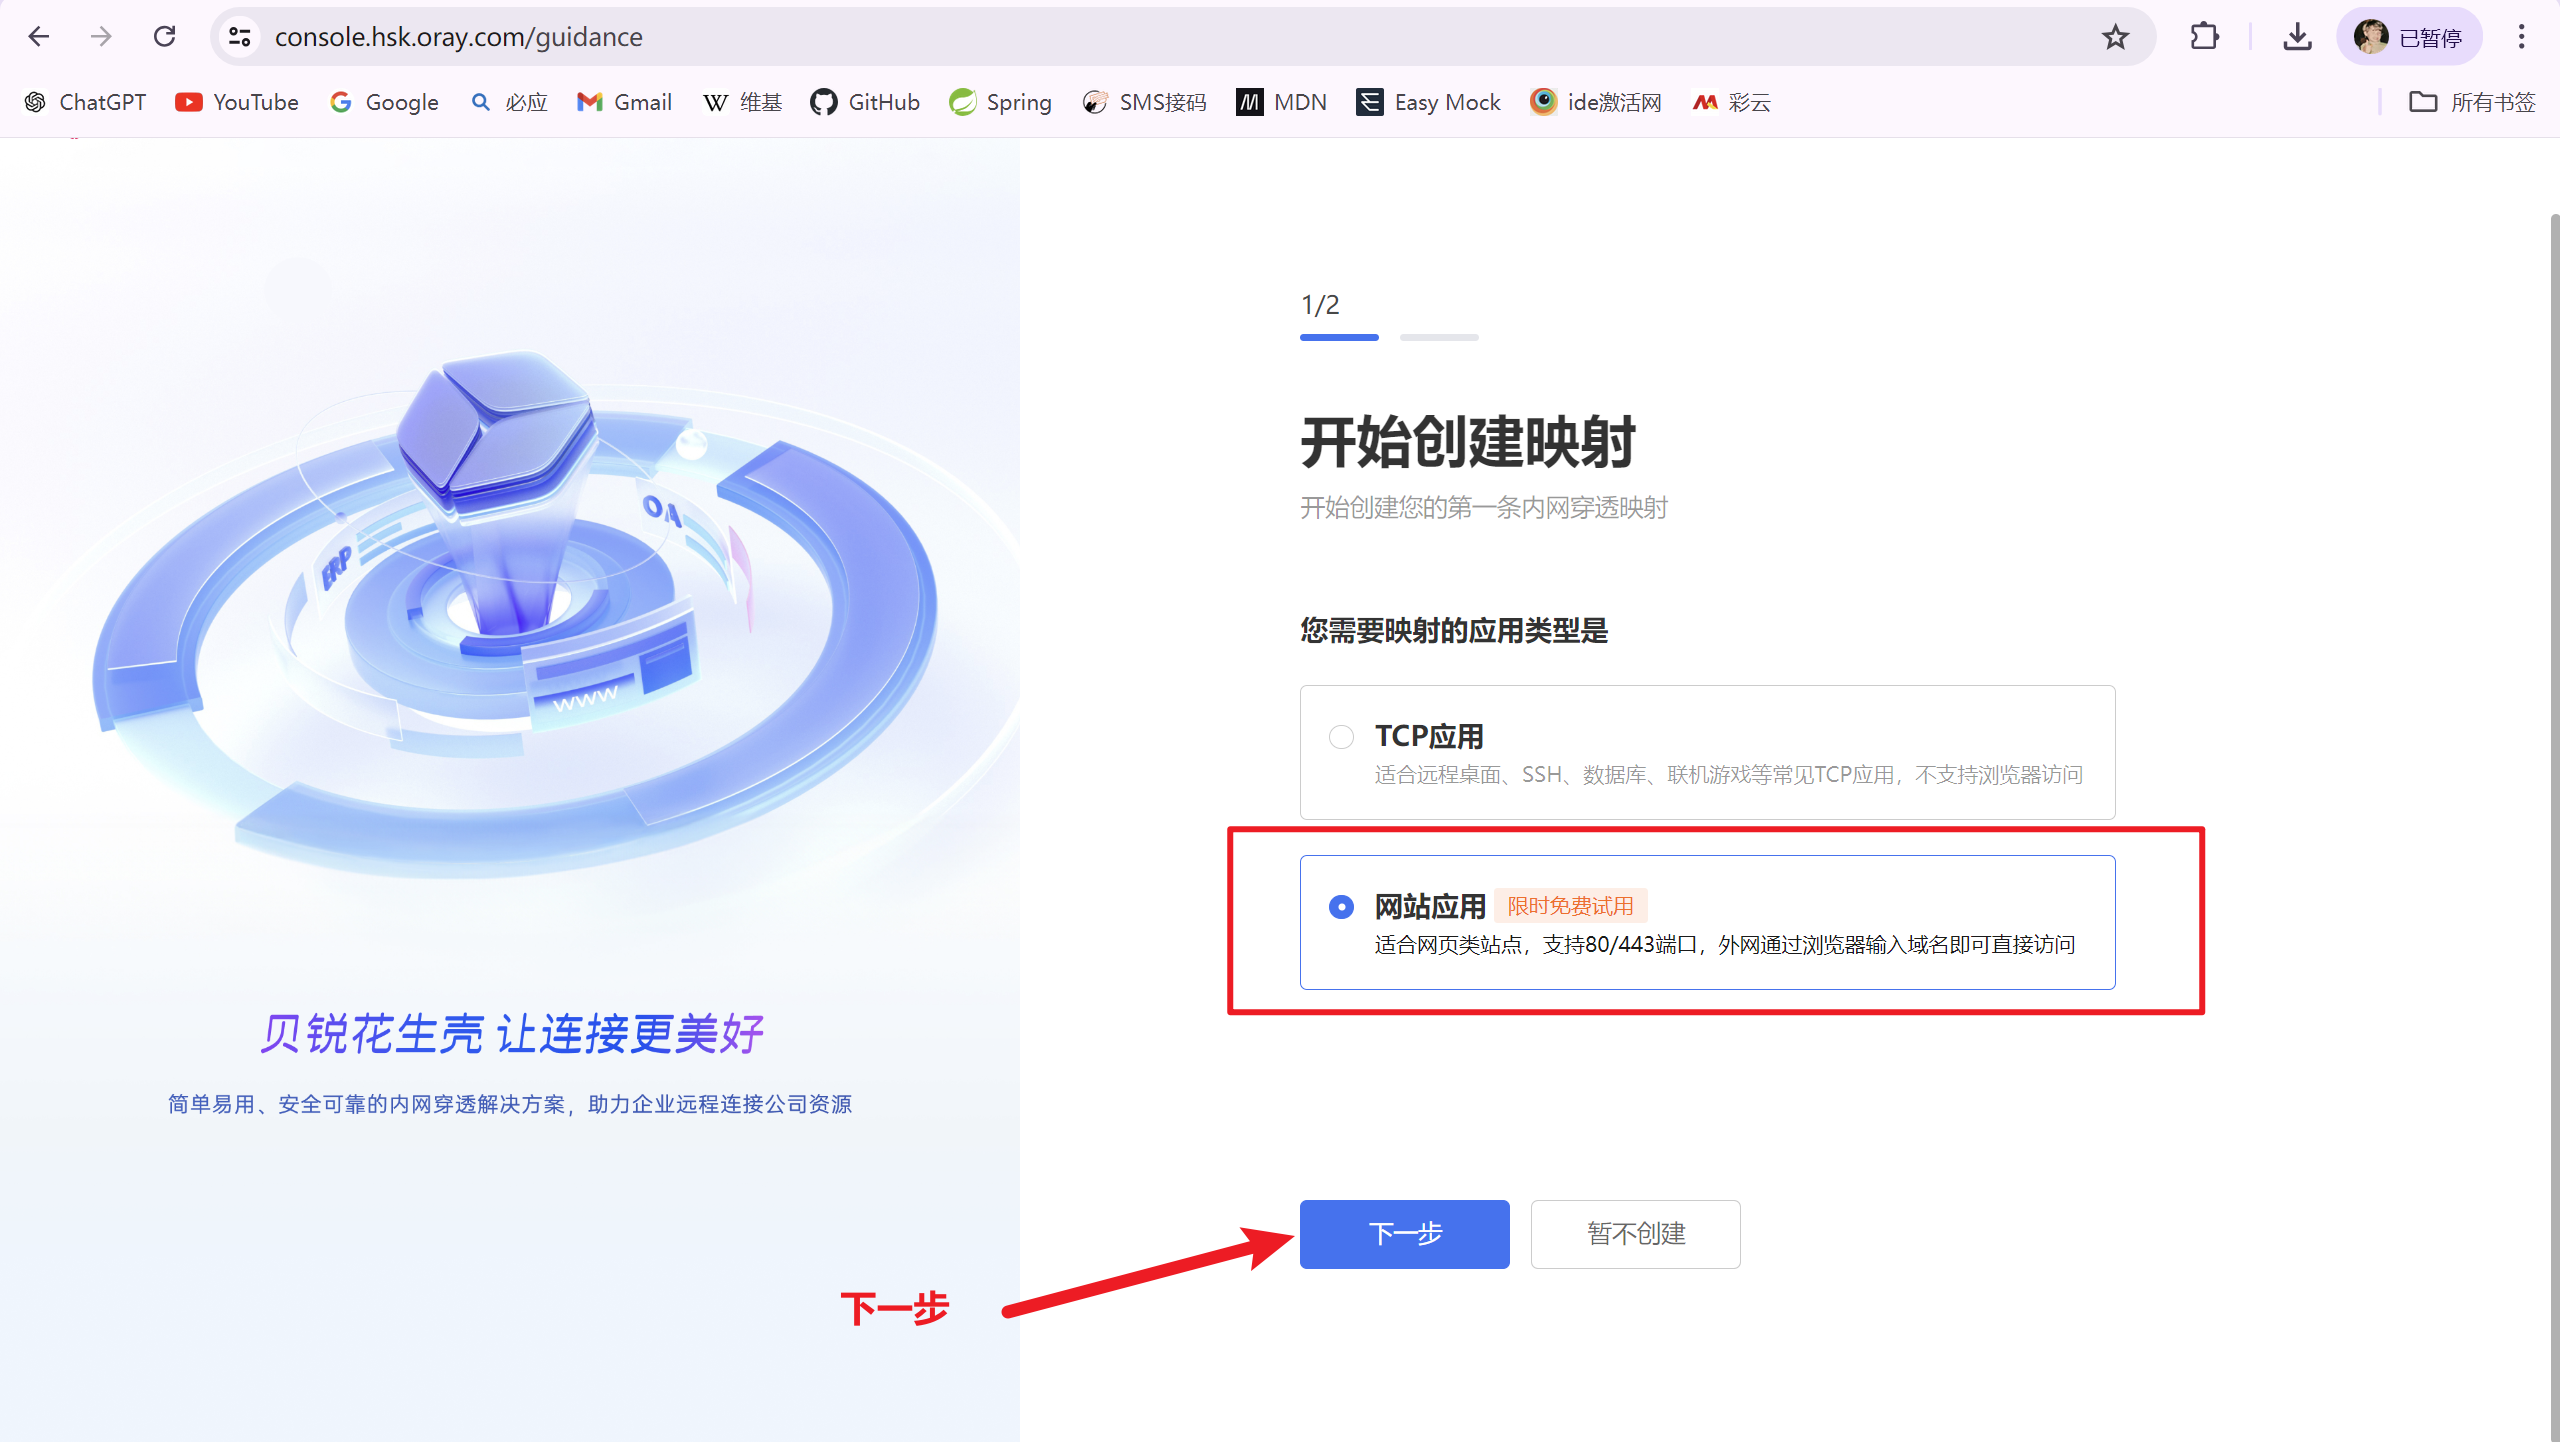 console.hsk.oray.com/guidance
已暂停
ChatGPT YouTube Google 必应 Gmail 维基 GitHub Spring SMS接码 MDN Easy Mock ide激活网 彩云 所有书签
1/2
开始创建映射
开始创建您的第一条内网穿透映射
您需要映射的应用类型是
TCP应用
适合远程桌面、SSH、数据库、联机游戏等常见TCP应用，不支持浏览器访问
网站应用 限时免费试用
适合网页类站点，支持80/443端口，外网通过浏览器输入域名即可直接访问
OA
ERP
www
贝锐花生壳 让连接更美好
简单易用、安全可靠的内网穿透解决方案，助力企业远程连接公司资源
下一步 暂不创建
下一步